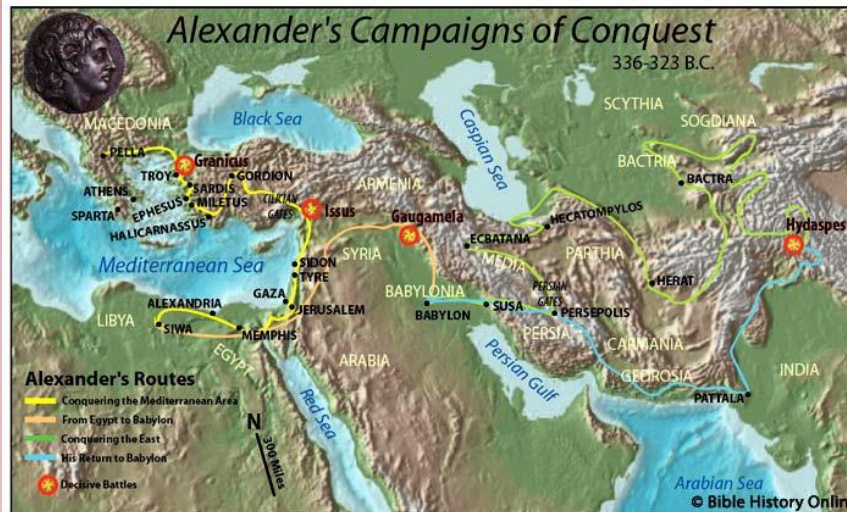 Alexander's Campaigns of Conquest
336-323 B.C.
SCYTHIA
SOGDIANA
MACEDONIA
Black Sea
Caspian Sea
BACTRIA
PELLA
Granicus
TROY
GORDION
BACTRA
SARDIS
ARMENIA
ATHENS
EPHESUS
MILETUS
CILICIAN
GATES
Issus
SPARTA
HALICARNASSUS
Gaugamela
HECATOMPYLOS
Hydaspes
ECBATANA
SYRIA
PARTHIA
Mediterranean Sea
SIDON
TYRE
MEDIA
HERAT
GAZA
BABYLONIA
PERSIAN
GATES
ALEXANDRIA
JERUSALEM
BABYLON
SUSA
PERSEPOLIS
LIBYA
SIWA
MEMPHIS
PERSIA
CARMANIA
EGYPT
ARABIA
Persian Gulf
GEDROSIA
INDIA
PATTALA
Alexander's Routes
Conquering the Mediterranean Area
From Egypt to Babylon
Conquering the East
His Return to Babylon
Decisive Battles
N
300 Miles
Red Sea
Arabian Sea
© Bible History Onlin